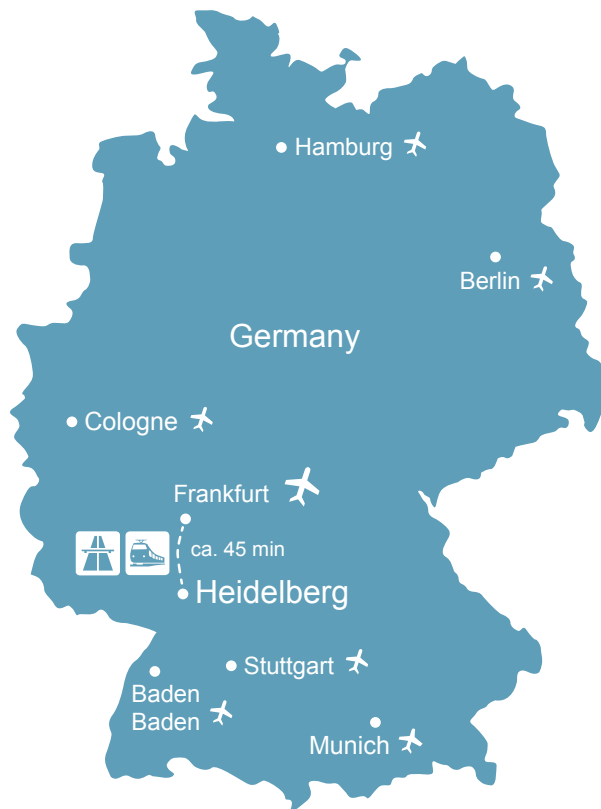 Hamburg
Berlin
Germany
Cologne
Frankfurt
ca. 45 min
Heidelberg
Stuttgart
Baden
Baden
Munich